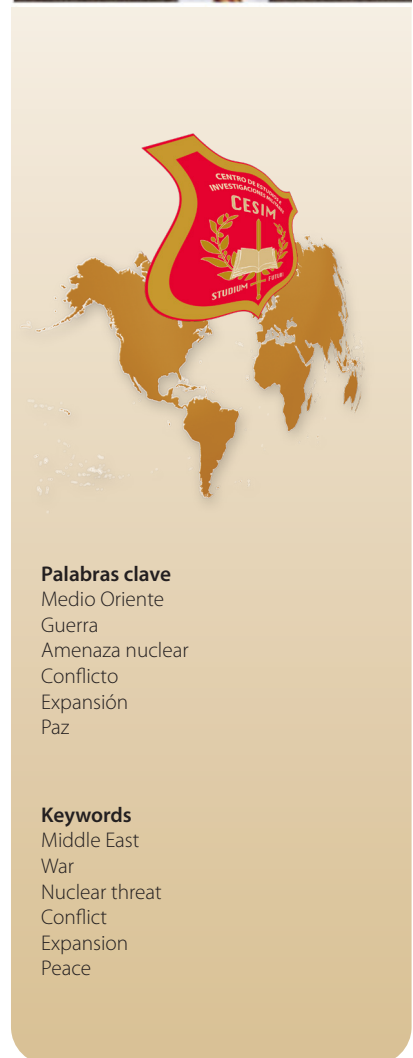 CENTRO DE ESTUDIOS E
INVESTIGACIONES MILITARES
CESIM
STUDIUM FUTURI
Palabras clave
Medio Oriente
Guerra
Amenaza nuclear
Conflicto
Expansión
Paz
Keywords
Middle East
War
Nuclear threat
Conflict
Expansion
Peace